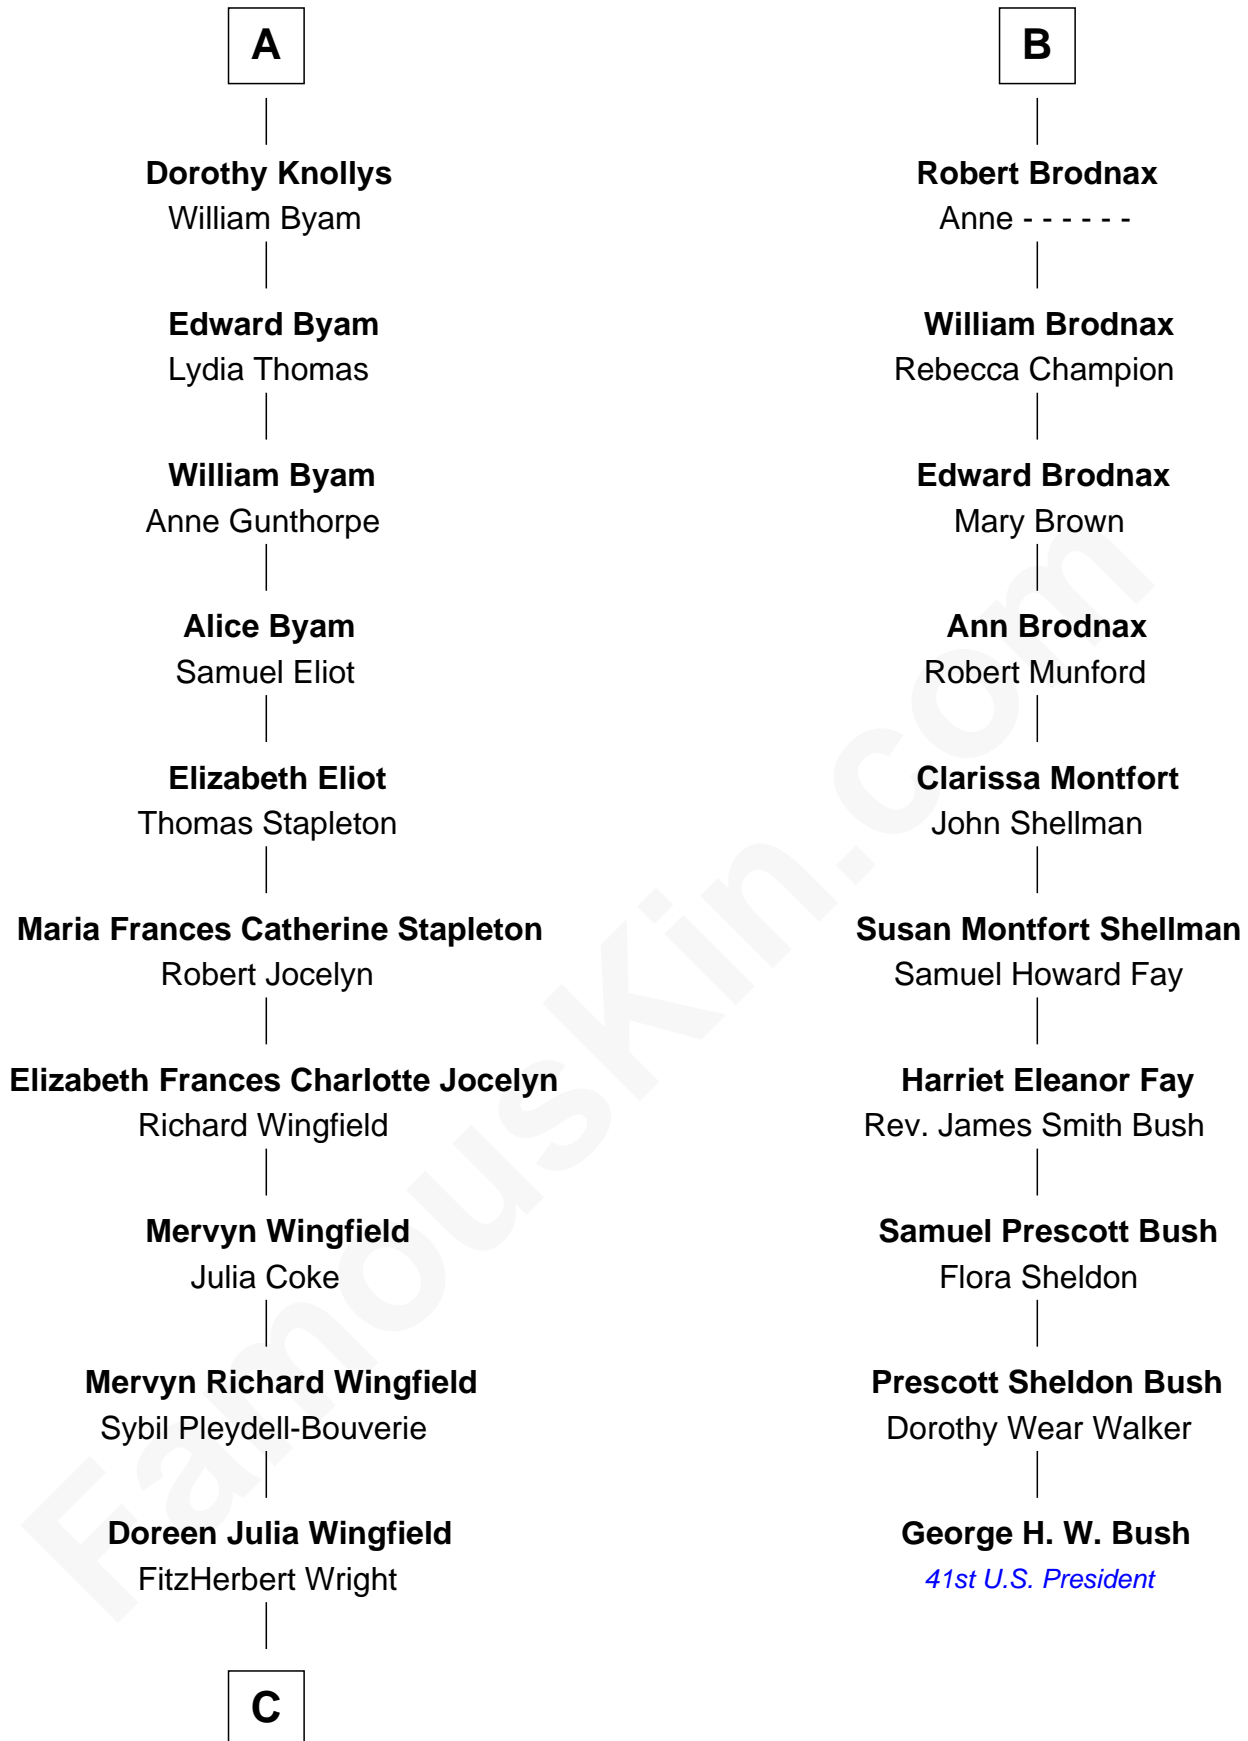 A
Dorothy Knollys
William Byam
Edward Byam
Lydia Thomas
William Byam
Anne Gunthorpe
Alice Byam
Samuel Eliot
Elizabeth Eliot
Thomas Stapleton
Maria Frances Catherine Stapleton
Robert Jocelyn
Elizabeth Frances Charlotte Jocelyn
Richard Wingfield
Mervyn Wingfield
Julia Coke
Mervyn Richard Wingfield
Sybil Pleydell-Bouverie
Doreen Julia Wingfield
FitzHerbert Wright
C
B
Robert Brodnax
Anne - - - - - -
William Brodnax
Rebecca Champion
Edward Brodnax
Mary Brown
Ann Brodnax
Robert Munford
Clarissa Montfort
John Shellman
Susan Montfort Shellman
Samuel Howard Fay
Harriet Eleanor Fay
Rev. James Smith Bush
Samuel Prescott Bush
Flora Sheldon
Prescott Sheldon Bush
Dorothy Wear Walker
George H. W. Bush
41st U.S. President
FamousKin.com